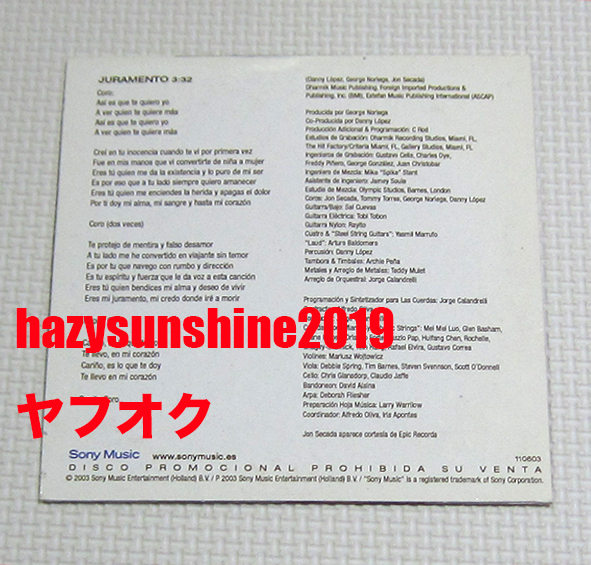 JURAMENTO 3:32
Coro:
Así es que te quiero yo
A ver quien te quiere más
Así es que te quiero yo
A ver quien te quiere más
Creí en tu inocencia cuando te vi por primera vez
Fue en mis manos que vi convertirte de niña a mujer
Eres tú quien me da la existencia y lo puro de mi ser
Es por eso que a tu lado siempre quiero amanecer
Eres tú quien me enciendes la herida y apagas el dolor
Por ti doy mi alma, mi sangre y hasta mi corazón
Coro (dos veces)
Te protejo de mentira y falso desamor
A tu lado me he convertido en viajante sin temor
Es por ti que navego con rumbo y dirección
Es tu espíritu y fuerza que le da voz a esta canción
Eres tú quien bendices mi alma y deseo de vivir
Eres mi juramento, mi credo donde iré a morir
Te llevo, en mi corazón
Cariño, es lo que te doy
Te llevo en mi corazón
(Danny López, George Noriega, Jon Secada)
Dharmik Music Publishing, Foreign Imported Productions &
Publishing, Inc. (BMI), Estefan Music Publishing International (ASCAP)
Producida por George Noriega
Co-Producida por Danny López
Producción Adicional & Programación: C Rod
Estudios de Grabación: Dharmik Recording Studios, Miami, FL,
The Hit Factory/Criteria Miami, FL, Gallery Studios, Miami, FL
Ingenieros de Grabación: Gustavo Celis, Charles Dye,
Freddy Piñero, George González, Juan Christobar
Ingeniero de Mezcla: Mike "Spike" Stent
Asistente de Ingeniero: Jamey Soule
Estudio de Mezcla: Olympic Studios, Barnes, London
Coros: Jon Secada, Tommy Torres, George Noriega, Danny López
Guitarra/Bajo: Sal Cuevas
Guitarra Eléctrica: Tobi Tobon
Guitarra Nylon: Rayito
Cuatro & "Steel String Guitars": Yasmil Marrufo
"Laud": Arturo Baldomero
Percusión: Danny López
Tambora & Timbales: Archie Peña
Metales y Arreglo de Metales: Teddy Mulet
Arreglo de Orquestral: Jorge Calandrelli
Programación y Sintetizador para Las Cuerdas: Jorge Calandrelli
Strings": Mei Mei Luo, Glen Basham,
Pap, Huifang Chen, Rochelle,
Rafael Elvira, Gustavo Correa
Violines: Mariusz Wojtowicz
Viola: Debbie Spring, Tim Barnes, Steven Svennson, Scott O'Donnell
Cello: Chris Glansdorp, Claudio Jaffe
Bandoneon: David Alsina
Arpa: Deborah Fliesher
Preparación Hoja Música: Larry Warrilow
Coordinador: Alfredo Oliva, Iris Apontes
Jon Secada aparece cortesía de Epic Records
hazysunshine2019
ヤフオク
Sony Music www.sonymusic.es 110603
DISCO PROMOCIONAL PROHIBIDA SU VENTA
© 2003 Sony Music Entertainment (Holland) B.V. / P 2003 Sony Music Entertainment (Holland) B.V. / "Sony Music" is a registered trademark of Sony Corporation.